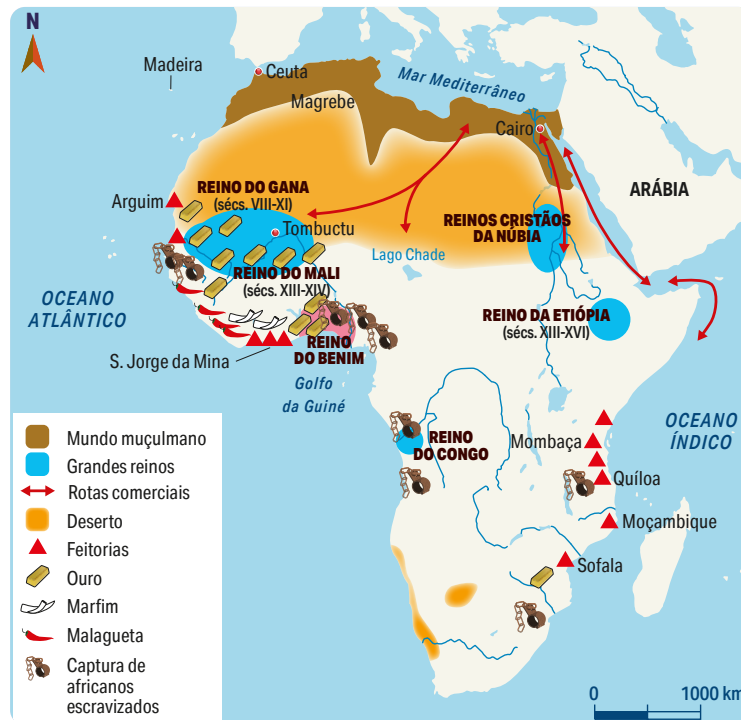 N
Madeira
Ceuta
Mar Mediterrâneo
Magrebe
Cairo
ARÁBIA
REINO DO GANA
(sécs. VIII-XI)
Arguim
Tombuctu
REINOS CRISTÃOS
DA NÚBIA
Lago Chade
REINO DO MALI
(sécs. XIII-XIV)
OCEANO
ATLÂNTICO
REINO DA ETIÓPIA
(sécs. XIII-XVI)
REINO
DO BENIM
S. Jorge da Mina
Golfo
da Guiné
OCEANO
ÍNDICO
REINO
DO CONGO
Mombaça
Quíloa
Moçambique
Sofala
Mundo muçulmano
Grandes reinos
Rotas comerciais
Deserto
Feitorias
Ouro
Marfim
Malagueta
Captura de
africanos
escravizados
0 1000 km